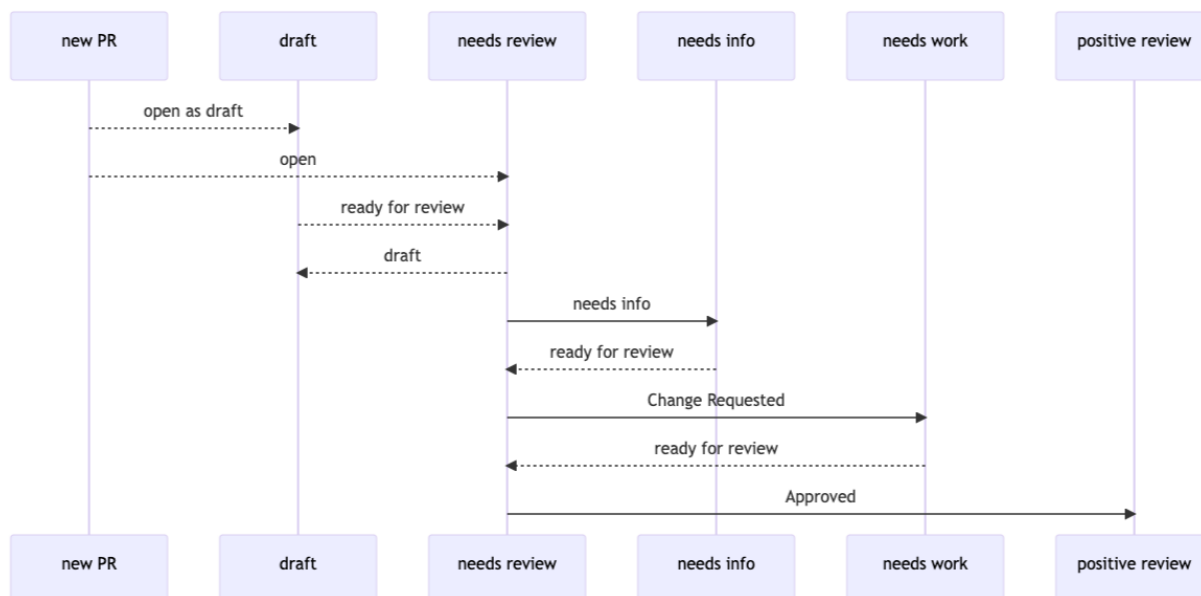 new PR
draft
needs review
needs info
needs work
positive review
open as draft
open
ready for review
draft
needs info
ready for review
Change Requested
ready for review
Approved
new PR
draft
needs review
needs info
needs work
positive review